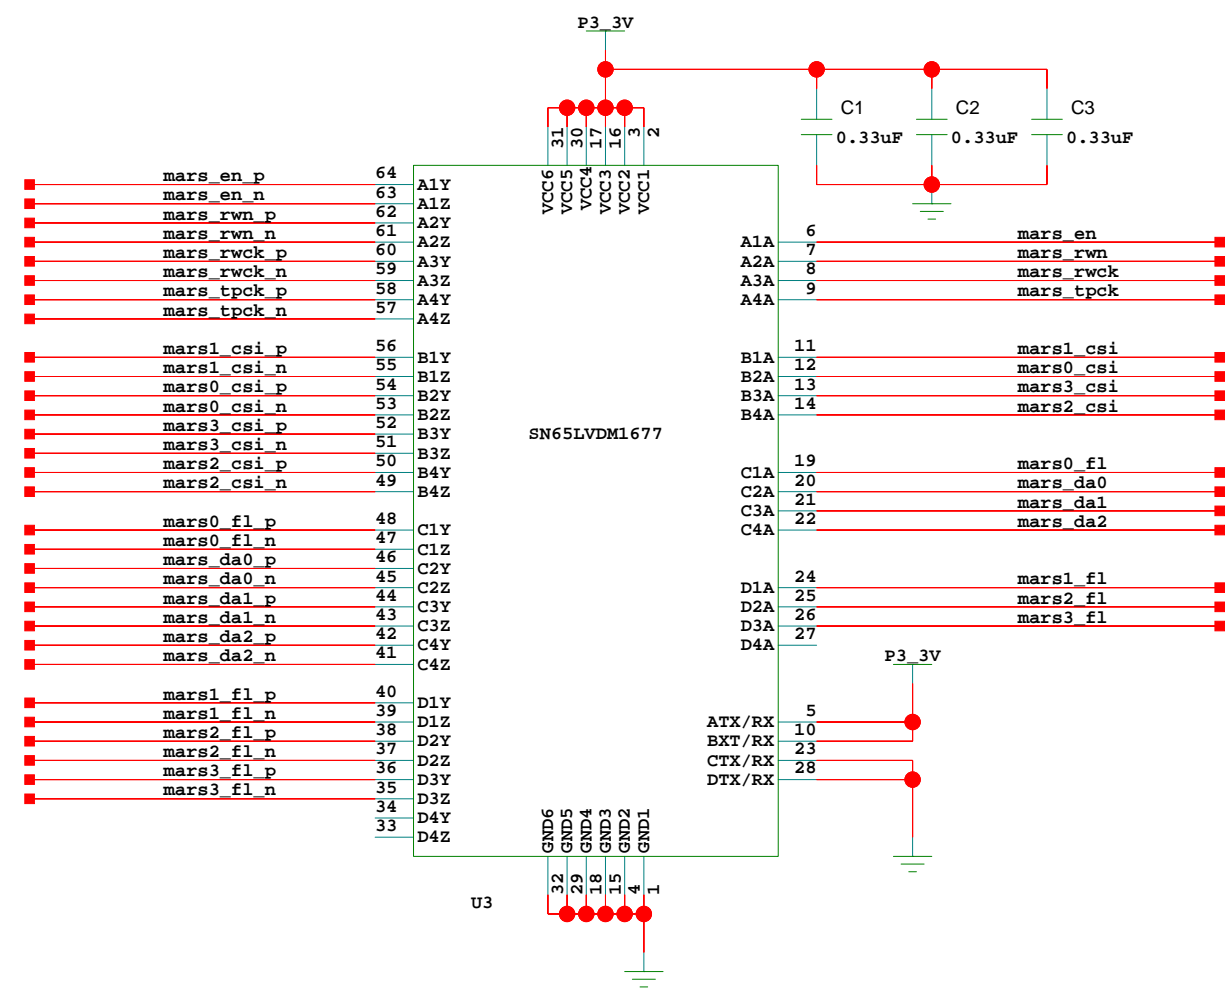 P3_3V
C1 C2 C3
0.33uF 0.33uF 0.33uF
31 30 17 16 3 2
VCC6 VCC5 VCC4 VCC3 VCC2 VCC1
mars_en_p 64 A1Y
mars_en_n 63 A1Z
mars_rwn_p 62 A2Y
mars_rwn_n 61 A2Z
mars_rwck_p 60 A3Y
mars_rwck_n 59 A3Z
mars_tpck_p 58 A4Y
mars_tpck_n 57 A4Z
mars1_csi_p 56 B1Y
mars1_csi_n 55 B1Z
mars0_csi_p 54 B2Y
mars0_csi_n 53 B2Z
mars3_csi_p 52 B3Y
mars3_csi_n 51 B3Z
mars2_csi_p 50 B4Y
mars2_csi_n 49 B4Z
mars0_fl_p 48 C1Y
mars0_fl_n 47 C1Z
mars_da0_p 46 C2Y
mars_da0_n 45 C2Z
mars_da1_p 44 C3Y
mars_da1_n 43 C3Z
mars_da2_p 42 C4Y
mars_da2_n 41 C4Z
mars1_fl_p 40 D1Y
mars1_fl_n 39 D1Z
mars2_fl_p 38 D2Y
mars2_fl_n 37 D2Z
mars3_fl_p 36 D3Y
mars3_fl_n 35 D3Z
34 D4Y
33 D4Z
SN65LVDM1677
A1A 6 mars_en
A2A 7 mars_rwn
A3A 8 mars_rwck
A4A 9 mars_tpck
B1A 11 mars1_csi
B2A 12 mars0_csi
B3A 13 mars3_csi
B4A 14 mars2_csi
C1A 19 mars0_fl
C2A 20 mars_da0
C3A 21 mars_da1
C4A 22 mars_da2
D1A 24 mars1_fl
D2A 25 mars2_fl
D3A 26 mars3_fl
D4A 27
P3_3V
ATX/RX 5
BXT/RX 10
CTX/RX 23
DTX/RX 28
GND6 GND5 GND4 GND3 GND2 GND1
32 29 18 15 4 1
U3